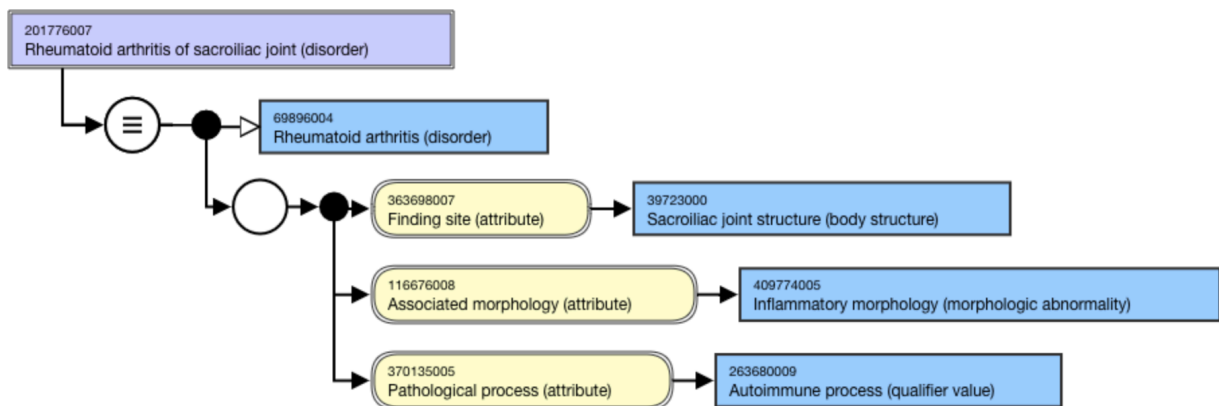 201776007
Rheumatoid arthritis of sacroiliac joint (disorder)
69896004
Rheumatoid arthritis (disorder)
363698007
Finding site (attribute)
39723000
Sacroiliac joint structure (body structure)
116676008
Associated morphology (attribute)
409774005
Inflammatory morphology (morphologic abnormality)
370135005
Pathological process (attribute)
263680009
Autoimmune process (qualifier value)